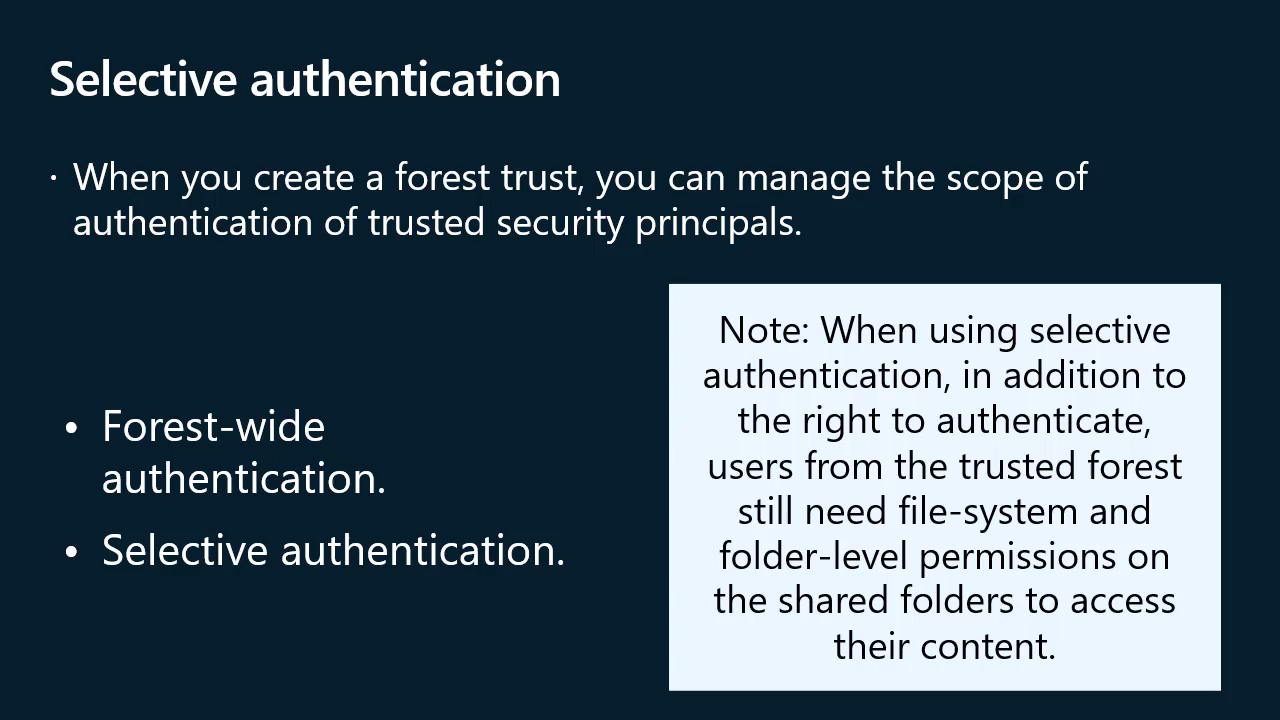 Selective authentication
· When you create a forest trust, you can manage the scope of
authentication of trusted security principals.
• Forest-wide
authentication.
• Selective authentication.
Note: When using selective
authentication, in addition to
the right to authenticate,
users from the trusted forest
still need file-system and
folder-level permissions on
the shared folders to access
their content.